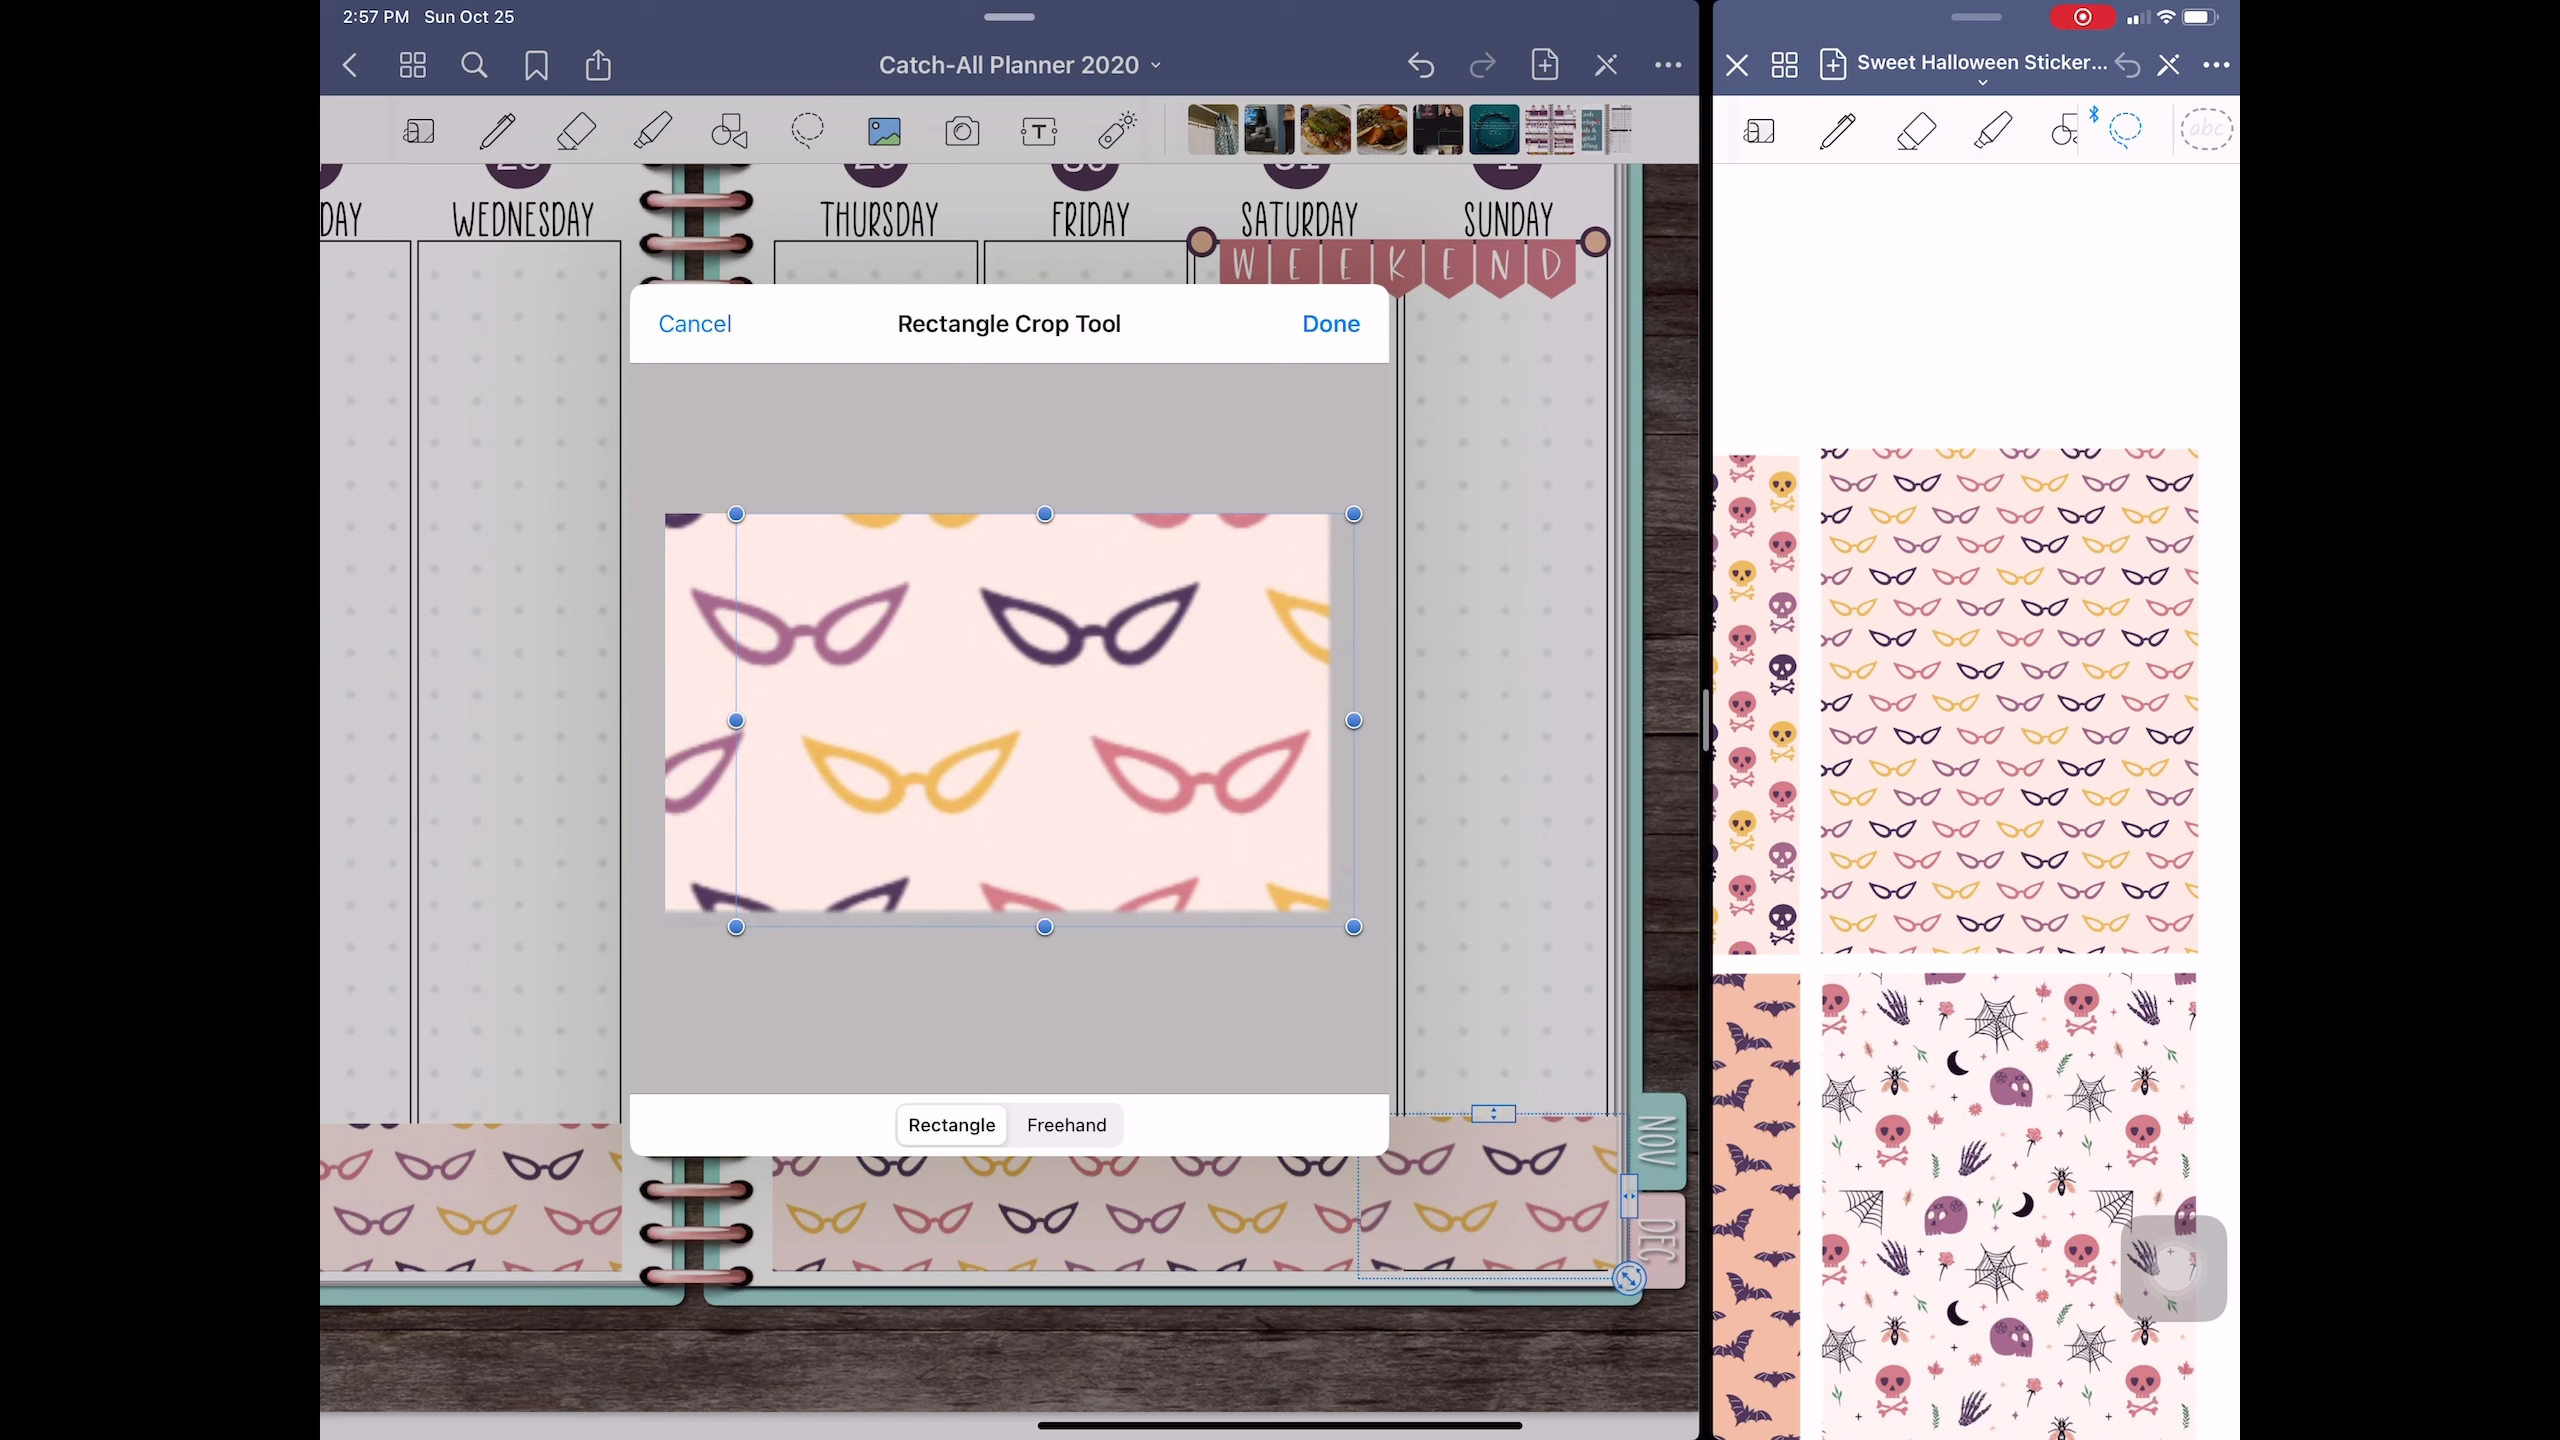 2:57 PM Sun Oct 25
Catch-All Planner 2020
Sweet Halloween Sticker...
T
abc
DAY
WEDNESDAY
THURSDAY
FRIDAY
SATURDAY
SUNDAY
WEEKEND
Cancel
Rectangle Crop Tool
Done
Rectangle
Freehand
NOV
DEC